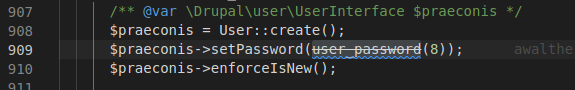 907 /** @var \Drupal\user\UserInterface $praeconis */
908 $praeconis = User::create();
909 $praeconis->setPassword(user_password(8)); awalthe
910 $praeconis->enforceIsNew();
911